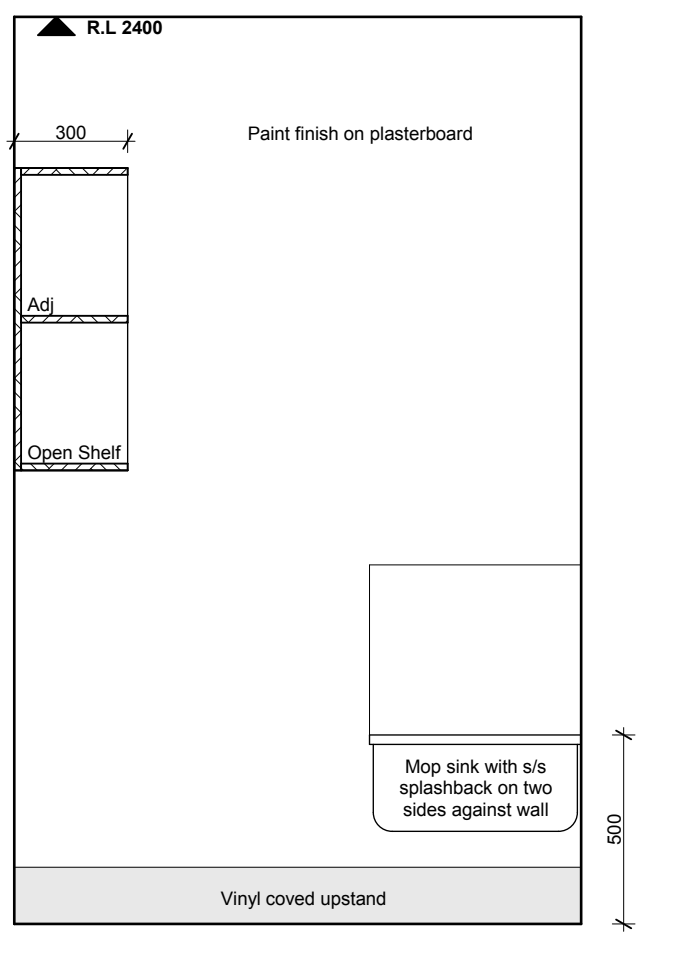 R.L 2400
300
Paint finish on plasterboard
Adj
Open Shelf
Mop sink with s/s
splashback on two
sides against wall
500
Vinyl coved upstand